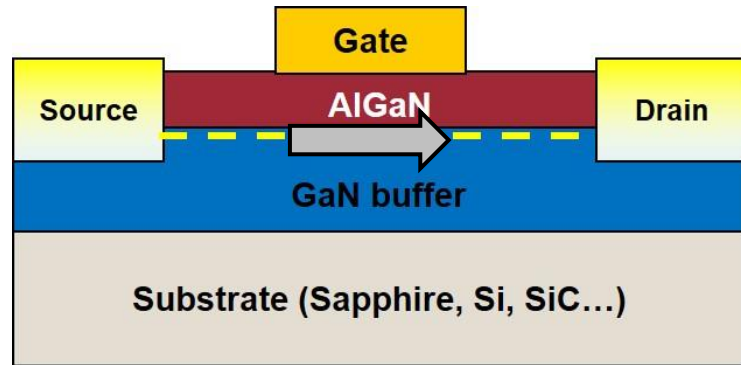 Gate
Source
AlGaN
Drain
GaN buffer
Substrate (Sapphire, Si, SiC...)